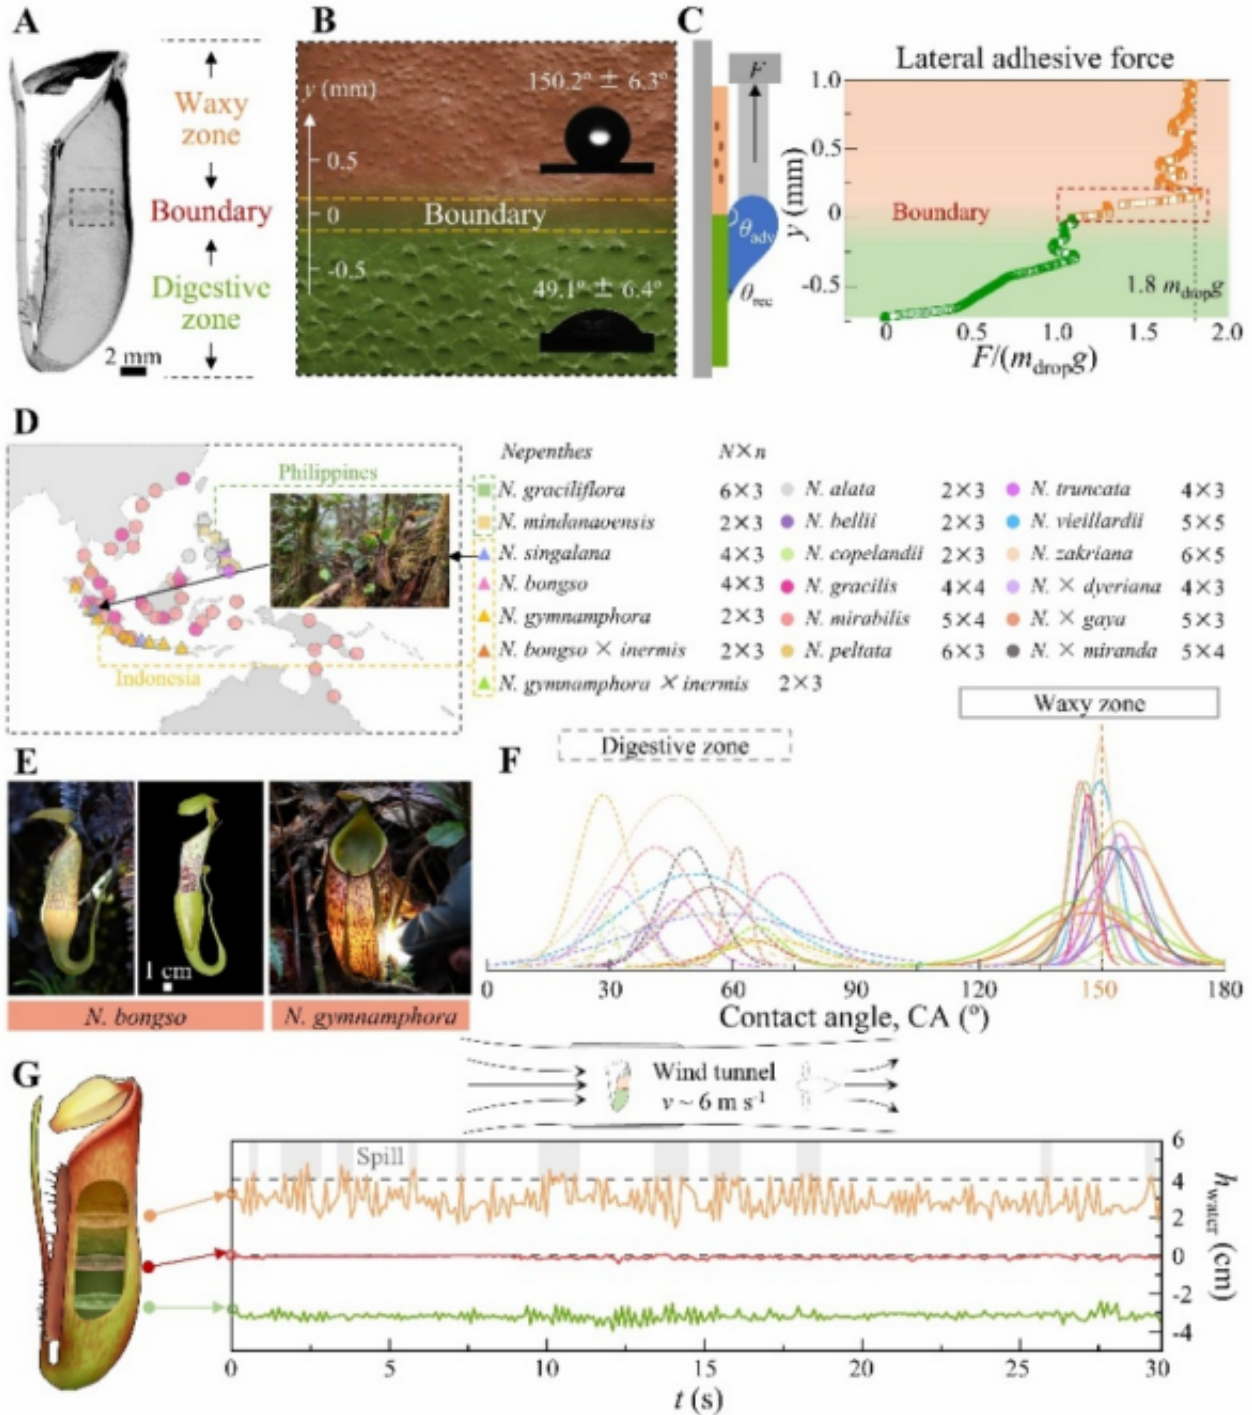 A
Waxy
zone
Boundary
Digestive
zone
2 mm
B
y (mm)
0.5
0
-0.5
150.2° ± 6.3°
Boundary
49.1° ± 6.4°
C
F
θadv
θrec
Lateral adhesive force
y (mm)
1.0
0.5
0
-0.5
Boundary
1.8 mdropg
0 0.5 1.0 1.5 2.0
F/(mdropg)
D
Philippines
Indonesia
Nepenthes N×n
N. graciliflora 6×3 N. alata 2×3 N. truncata 4×3
N. mindanaoensis 2×3 N. bellii 2×3 N. vieillardii 5×5
N. singalana 4×3 N. copelandii 2×3 N. zakriana 6×5
N. bongso 4×3 N. gracilis 4×4 N. × dyeriana 4×3
N. gymnamphora 2×3 N. mirabilis 5×4 N. × gaya 5×3
N. bongso × inermis 2×3 N. peltata 6×3 N. × miranda 5×4
N. gymnamphora × inermis 2×3
E
1 cm
N. bongso
N. gymnamphora
F
Digestive zone
Waxy zone
0 30 60 90 120 150 180
Contact angle, CA (°)
G
Wind tunnel
v ~ 6 m s-1
Spill
6
4
2
0
-2
-4
hwater (cm)
0 5 10 15 20 25 30
t (s)